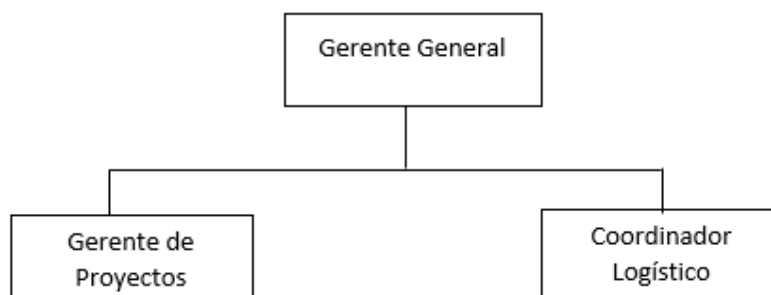 Gerente General
Gerente de
Proyectos
Coordinador
Logístico